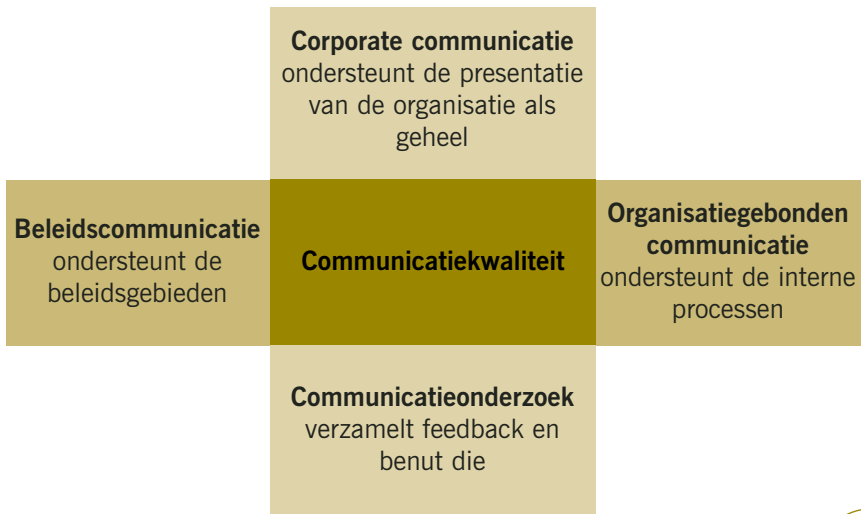 Corporate communicatie
ondersteunt de presentatie
van de organisatie als
geheel
Beleidscommunicatie
ondersteunt de
beleidsgebieden
Communicatiekwaliteit
Organisatiegebonden
communicatie
ondersteunt de interne
processen
Communicatieonderzoek
verzamelt feedback en
benut die